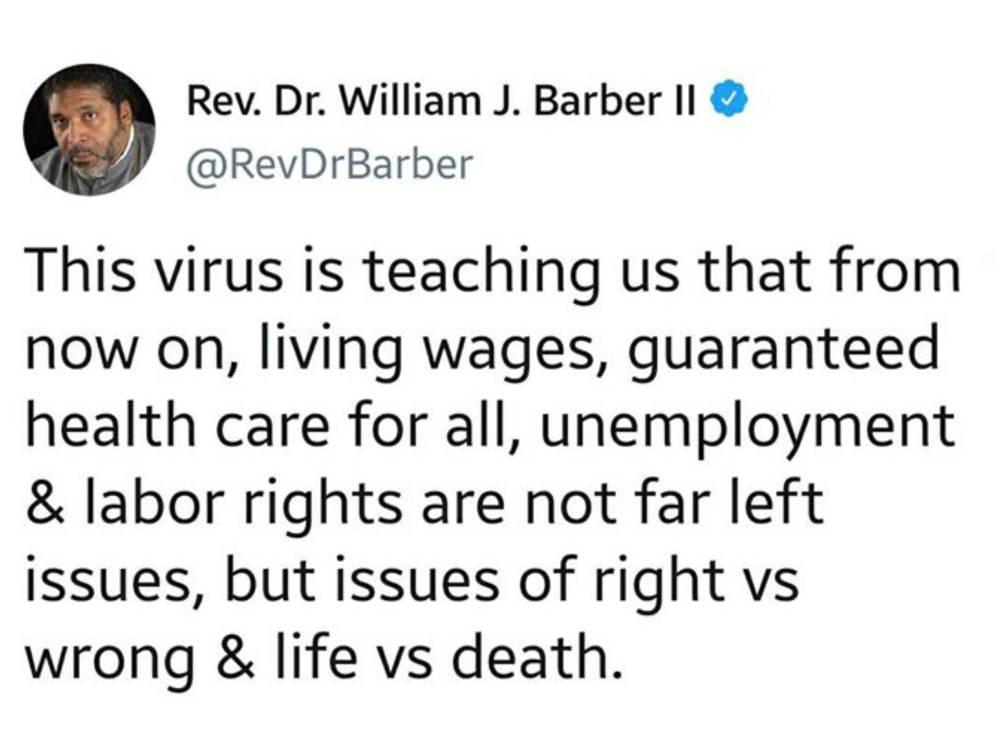 Rev. Dr. William J. Barber II
@RevDrBarber
This virus is teaching us that from
now on, living wages, guaranteed
health care for all, unemployment
& labor rights are not far left
issues, but issues of right vs
wrong & life vs death.